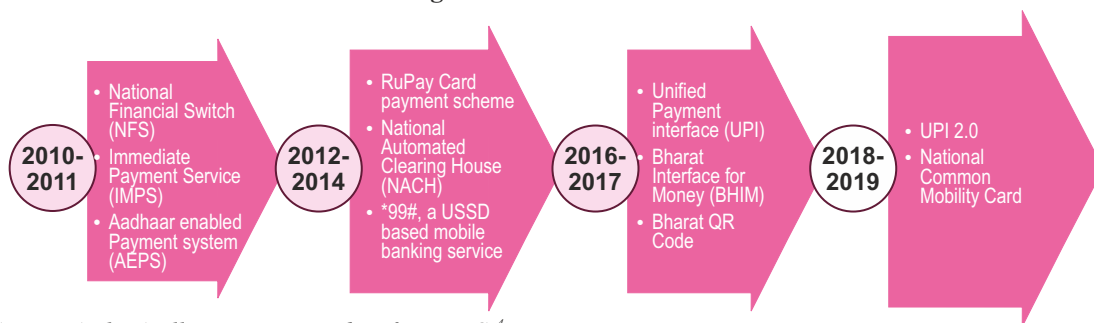 2010-
2011
• National
Financial Switch
(NFS)
• Immediate
Payment Service
(IMPS)
• Aadhaar enabled
Payment system
(AEPS)
2012-
2014
• RuPay Card
payment scheme
• National
Automated
Clearing House
(NACH)
• *99#, a USSD
based mobile
banking service
2016-
2017
• Unified
Payment
interface (UPI)
• Bharat
Interface for
Money (BHIM)
• Bharat QR
Code
2018-
2019
• UPI 2.0
• National
Common
Mobility Card